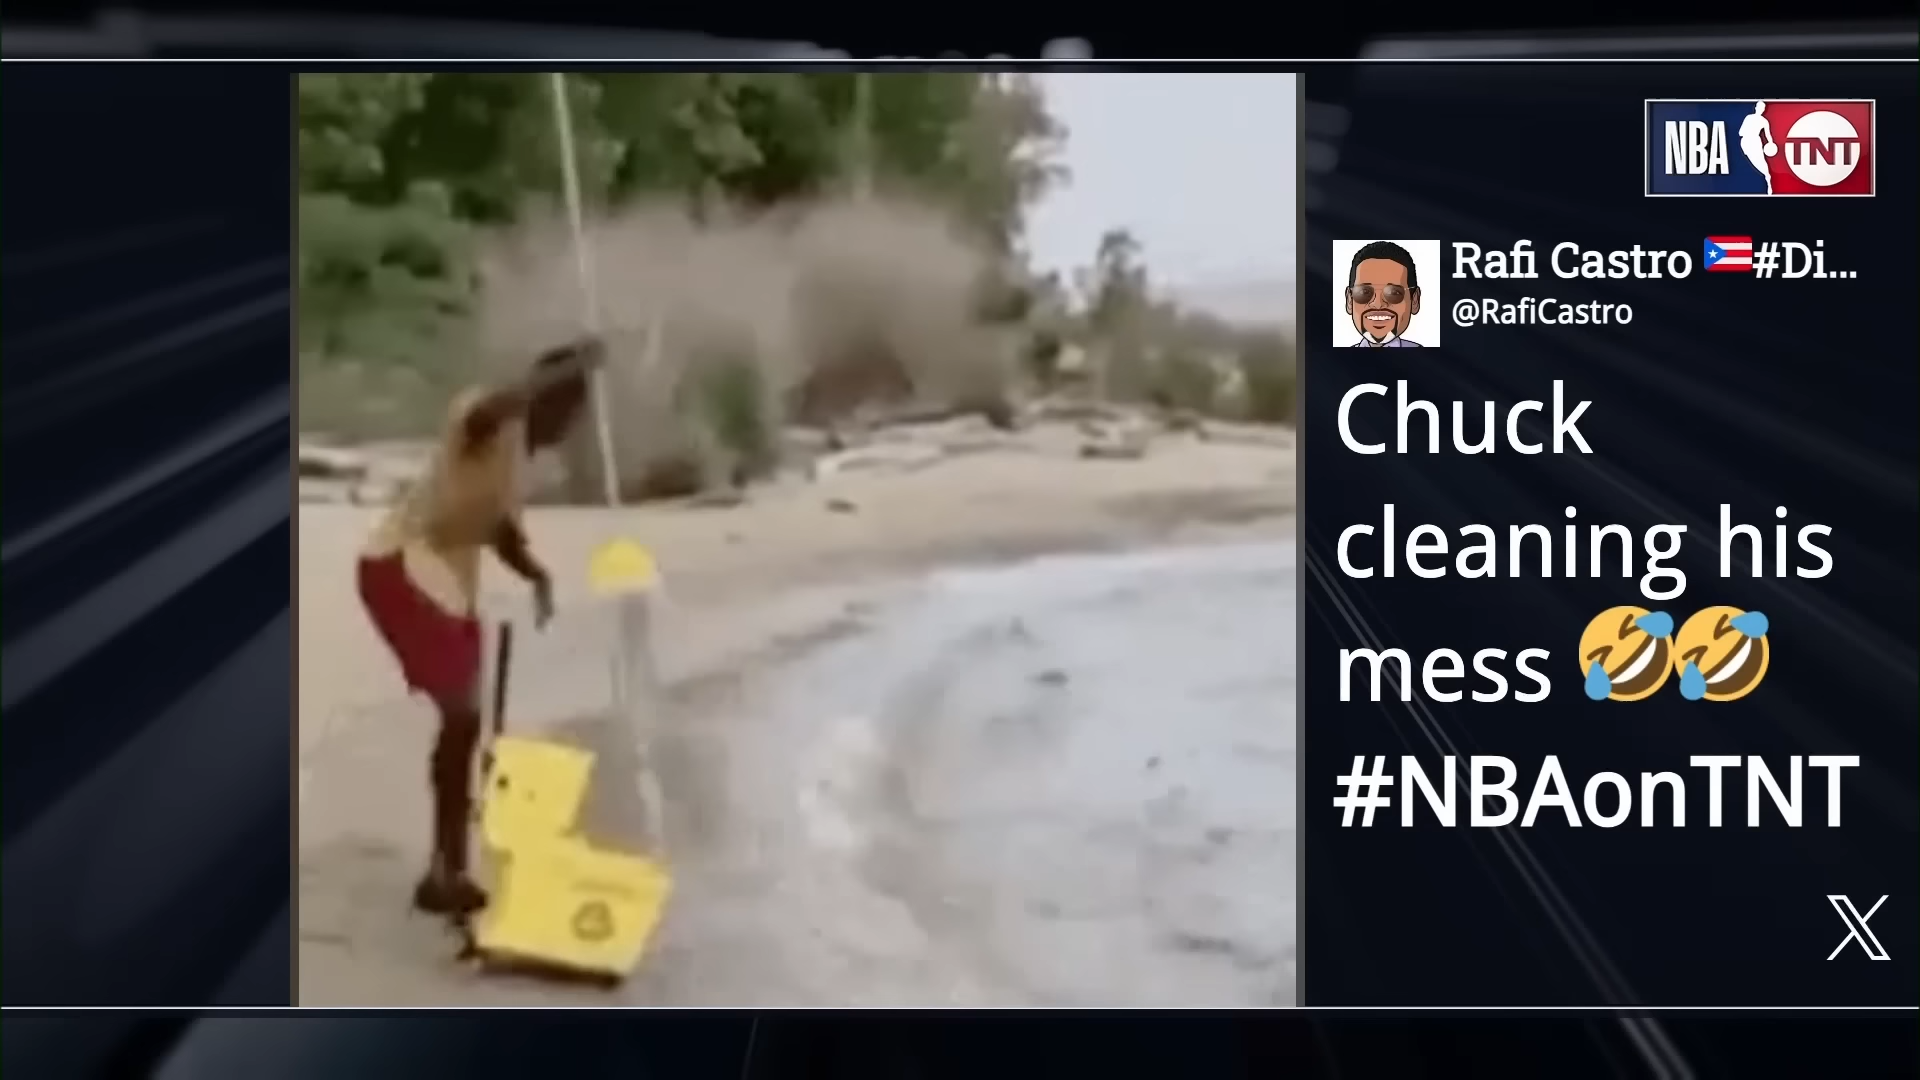 NBA TNT
Rafi Castro 🇵🇷#Di...
@RafiCastro
Chuck
cleaning his
mess 🤣🤣
#NBAonTNT
X